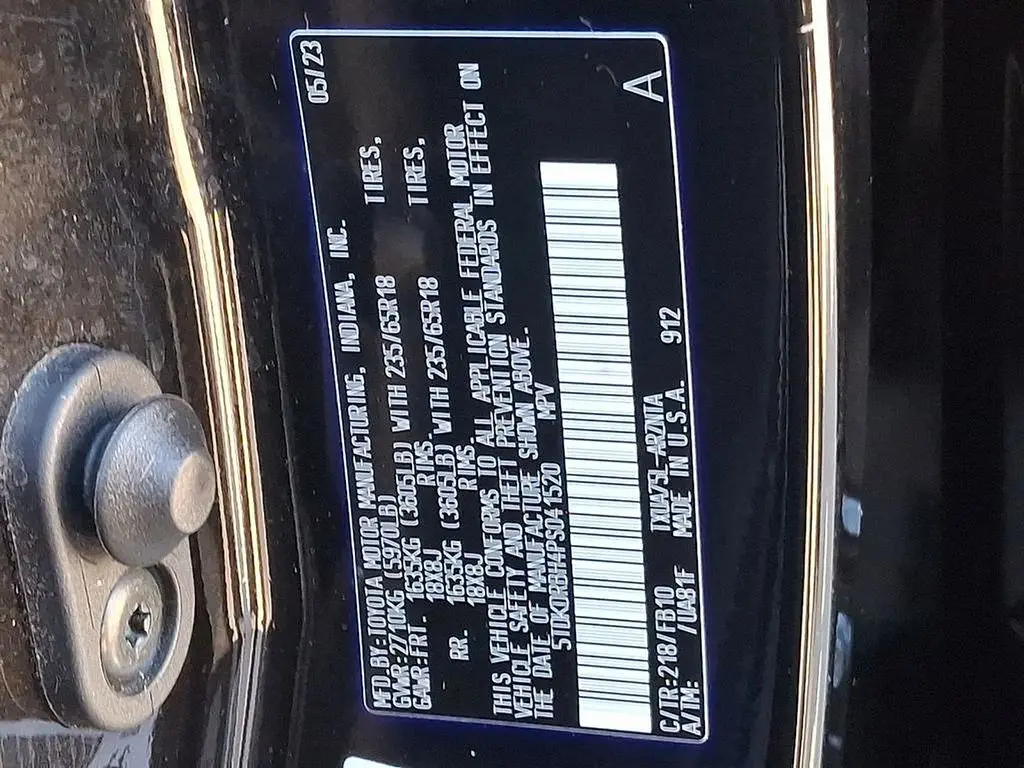 MFD.BY:TOYOTA MOTOR MANUFACTURING, INDIANA, INC. 05/23
GVWR:2710KG (5970LB)
GAWR:FRT. 1635KG (3605LB) WITH 235/65R18 TIRES,
18X8J RIMS.
RR. 1635KG (3605LB) WITH 235/65R18 TIRES,
18X8J RIMS.
THIS VEHICLE CONFORMS TO ALL APPLICABLE FEDERAL MOTOR
VEHICLE SAFETY AND THEFT PREVENTION STANDARDS IN EFFECT ON
THE DATE OF MANUFACTURE SHOWN ABOVE.
5TDKDRBH4PS041520 MPV
C/TR:218/FB10 TXUA75L-ARZNTA
A/TM: /UA81F MADE IN U.S.A. 912 A